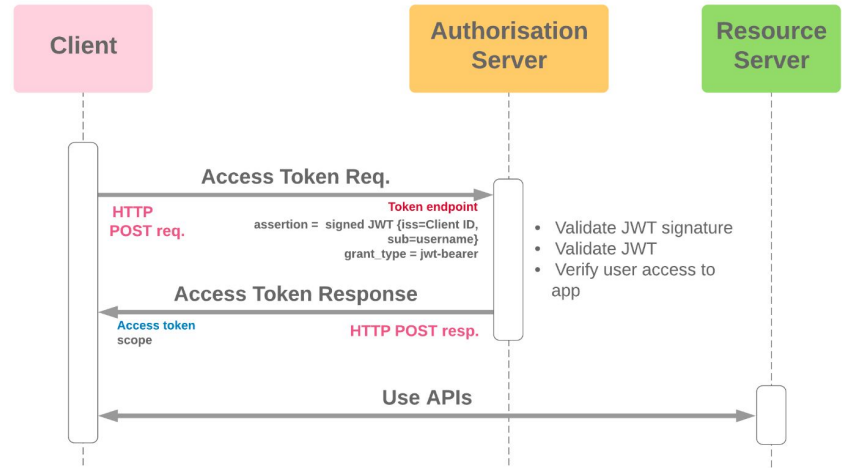 Client
Authorisation
Server
Resource
Server
Access Token Req.
HTTP
POST req.
Token endpoint
assertion = signed JWT {iss=Client ID,
sub=username}
grant_type = jwt-bearer
• Validate JWT signature
• Validate JWT
• Verify user access to
app
Access Token Response
Access token
scope
HTTP POST resp.
Use APIs